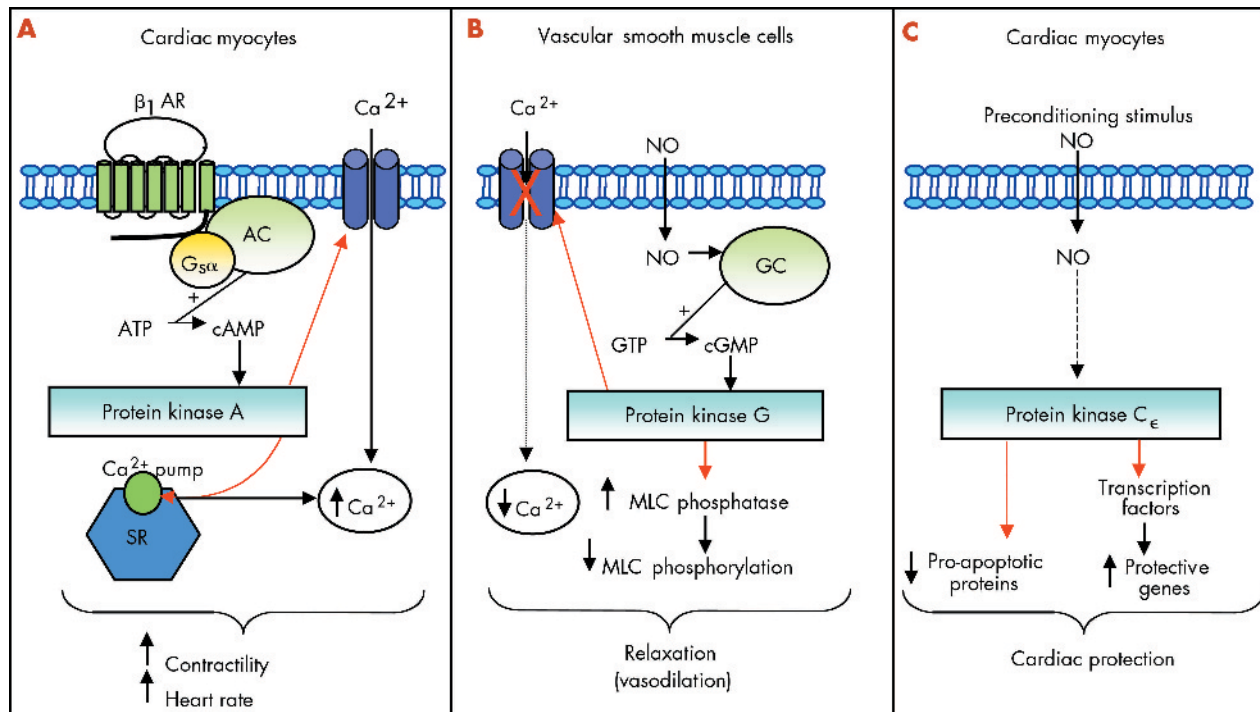 A
Cardiac myocytes
β1 AR
Ca 2+
AC
Gsα
+
ATP
cAMP
Protein kinase A
Ca2+ pump
SR
Ca 2+
Contractility
Heart rate
B
Vascular smooth muscle cells
Ca 2+
NO
NO
GC
+
GTP
cGMP
Protein kinase G
Ca 2+
MLC phosphatase
MLC phosphorylation
Relaxation
(vasodilation)
C
Cardiac myocytes
Preconditioning stimulus
NO
NO
Protein kinase Cϵ
Transcription
factors
Pro-apoptotic
proteins
Protective
genes
Cardiac protection